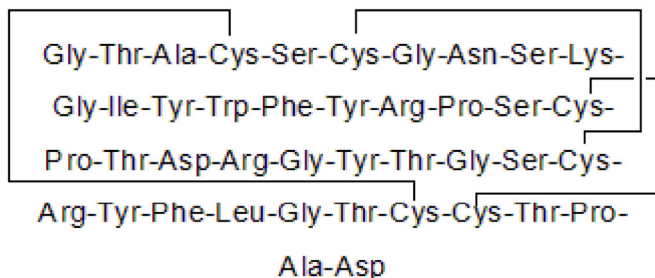 Gly-Thr-Ala-Cys-Ser-Cys-Gly-Asn-Ser-Lys-
Gly-Ile-Tyr-Trp-Phe-Tyr-Arg-Pro-Ser-Cys-
Pro-Thr-Asp-Arg-Gly-Tyr-Thr-Gly-Ser-Cys-
Arg-Tyr-Phe-Leu-Gly-Thr-Cys-Cys-Thr-Pro-
Ala-Asp